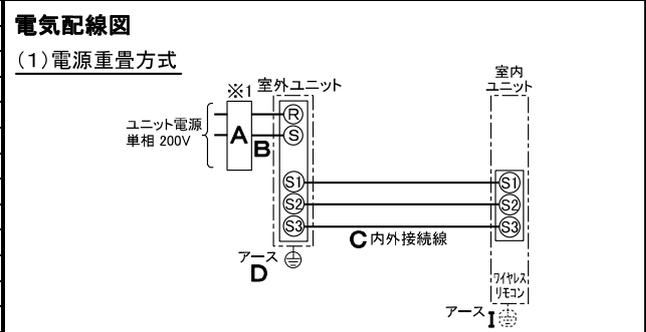 電気配線図
(1)電源重畳方式
※1 室外ユニット
室内
ユニット
ユニット電源
単相 200V
A
B
R
S
S1
S2
S3
S1
S2
S3
C 内外接続線
アース
D
ワイヤレス
リモコン
アース I